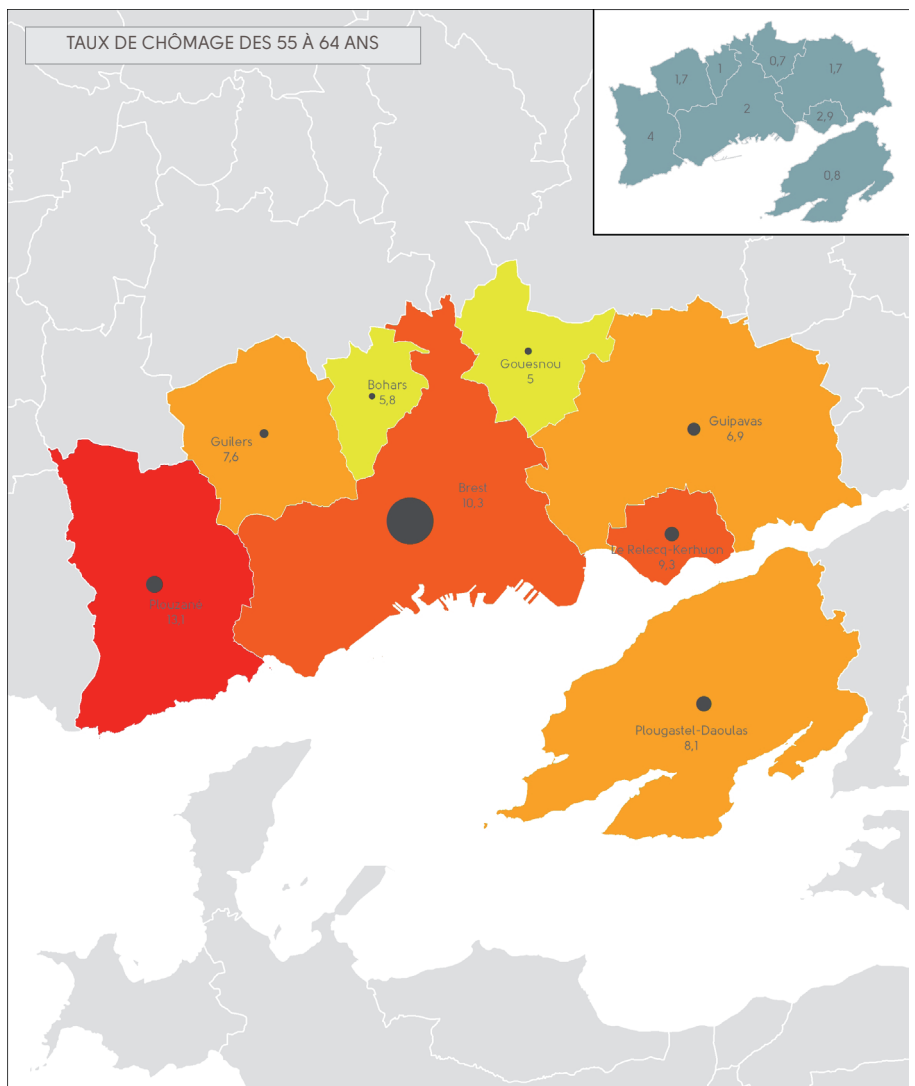 TAUX DE CHÔMAGE DES 55 À 64 ANS
1,7
1
0,7
1,7
2
2,9
4
0,8
Gouesnou
5
Bohars
5,8
Guipavas
6,9
Guilers
7,6
Brest
10,3
Le Relecq-Kerhuon
9,3
Plouzané
Plougastel-Daoulas
8,1